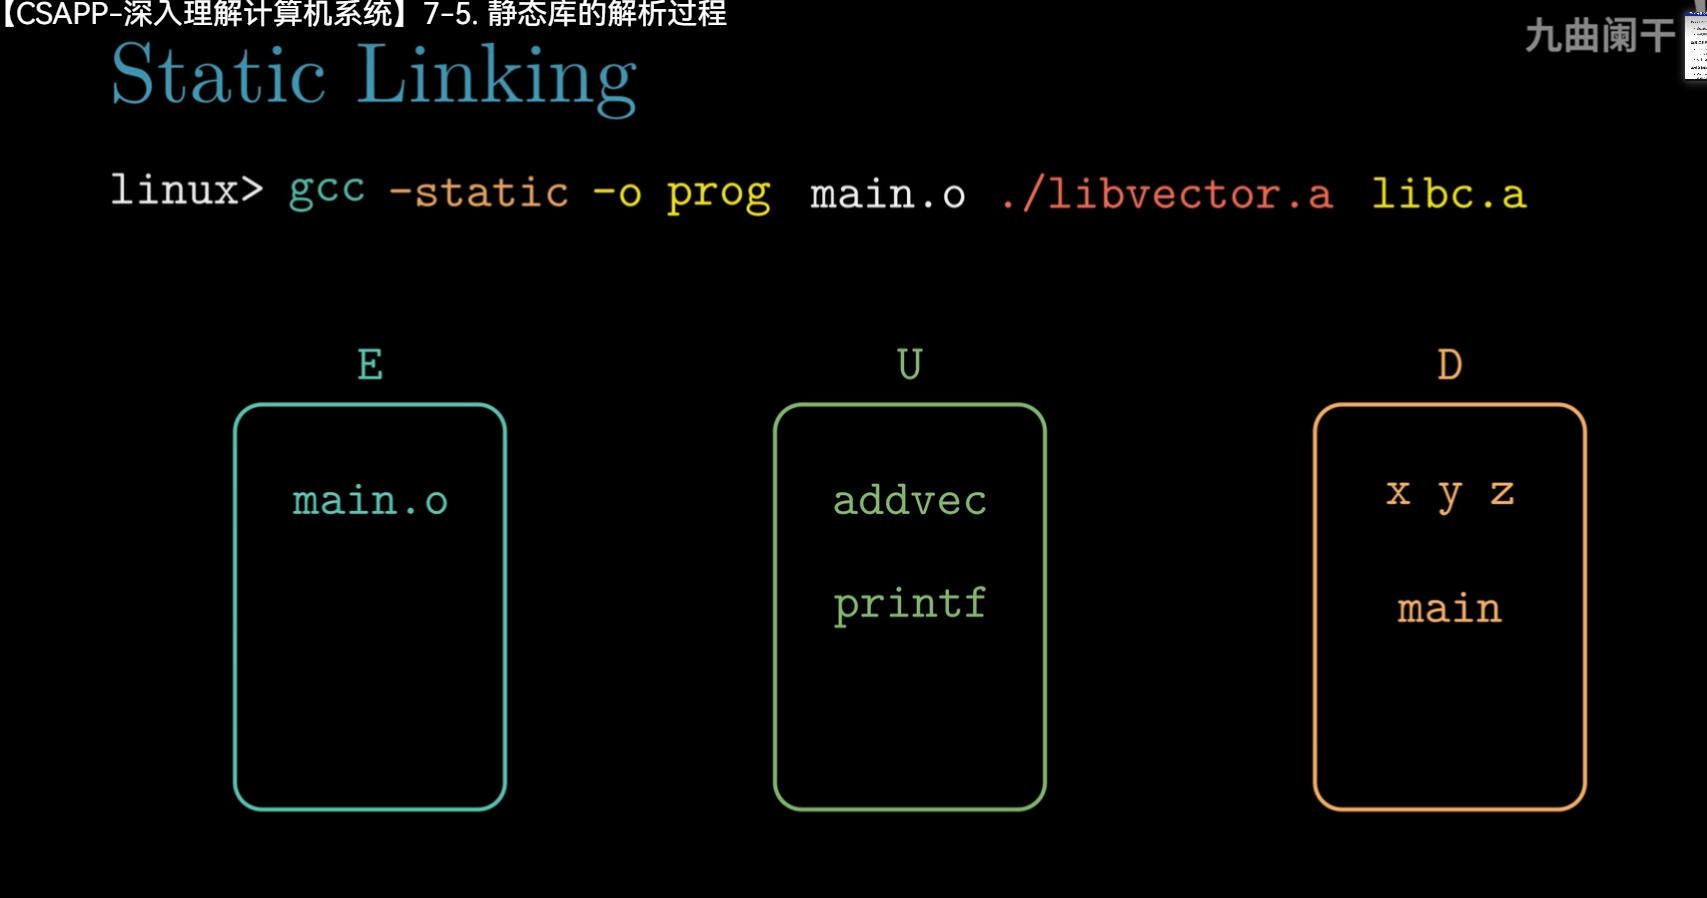 【CSAPP-深入理解计算机系统】7-5. 静态库的解析过程
九曲阑干
Static Linking
linux> gcc -static -o prog main.o ./libvector.a libc.a
E U D
main.o addvec x y z
printf main